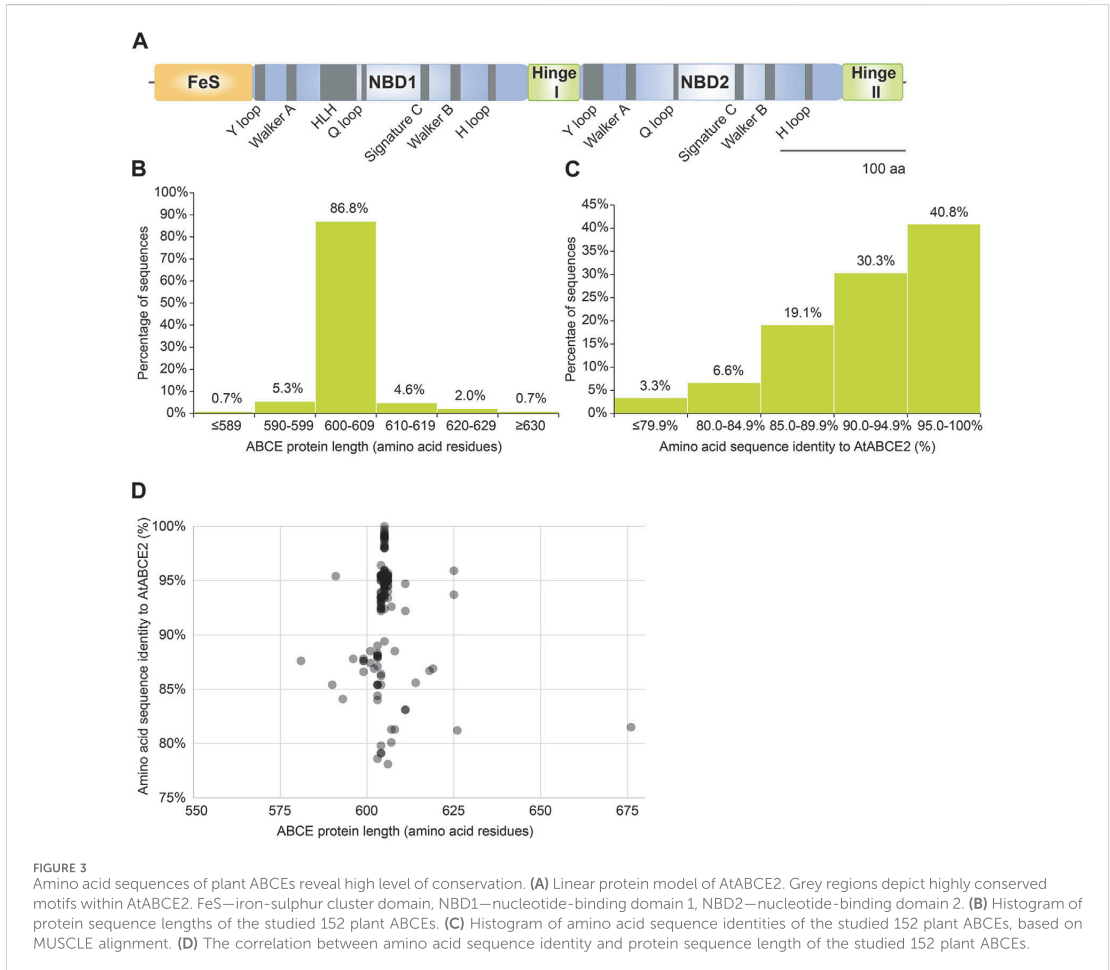 A
FeS
NBD1
Hinge
I
NBD2
Hinge
II
Y loop
Walker A
HLH
Q loop
Signature C
Walker B
H loop
Y loop
Walker A
Q loop
Signature C
Walker B
H loop
100 aa
B
Percentage of sequences
100%
90%
80%
70%
60%
50%
40%
30%
20%
10%
0%
0.7%
5.3%
86.8%
4.6%
2.0%
0.7%
≤589
590-599
600-609
610-619
620-629
≥630
ABCE protein length (amino acid residues)
C
Percentae of sequences
45%
40%
35%
30%
25%
20%
15%
10%
5%
0%
3.3%
6.6%
19.1%
30.3%
40.8%
≤79.9%
80.0-84.9%
85.0-89.9%
90.0-94.9%
95.0-100%
Amino acid sequence identity to AtABCE2 (%)
D
Amino acid sequence identity to AtABCE2 (%)
100%
95%
90%
85%
80%
75%
550
575
600
625
650
675
ABCE protein length (amino acid residues)
FIGURE 3
Amino acid sequences of plant ABCEs reveal high level of conservation. (A) Linear protein model of AtABCE2. Grey regions depict highly conserved
motifs within AtABCE2. FeS—iron-sulphur cluster domain, NBD1—nucleotide-binding domain 1, NBD2—nucleotide-binding domain 2. (B) Histogram of
protein sequence lengths of the studied 152 plant ABCEs. (C) Histogram of amino acid sequence identities of the studied 152 plant ABCEs, based on
MUSCLE alignment. (D) The correlation between amino acid sequence identity and protein sequence length of the studied 152 plant ABCEs.